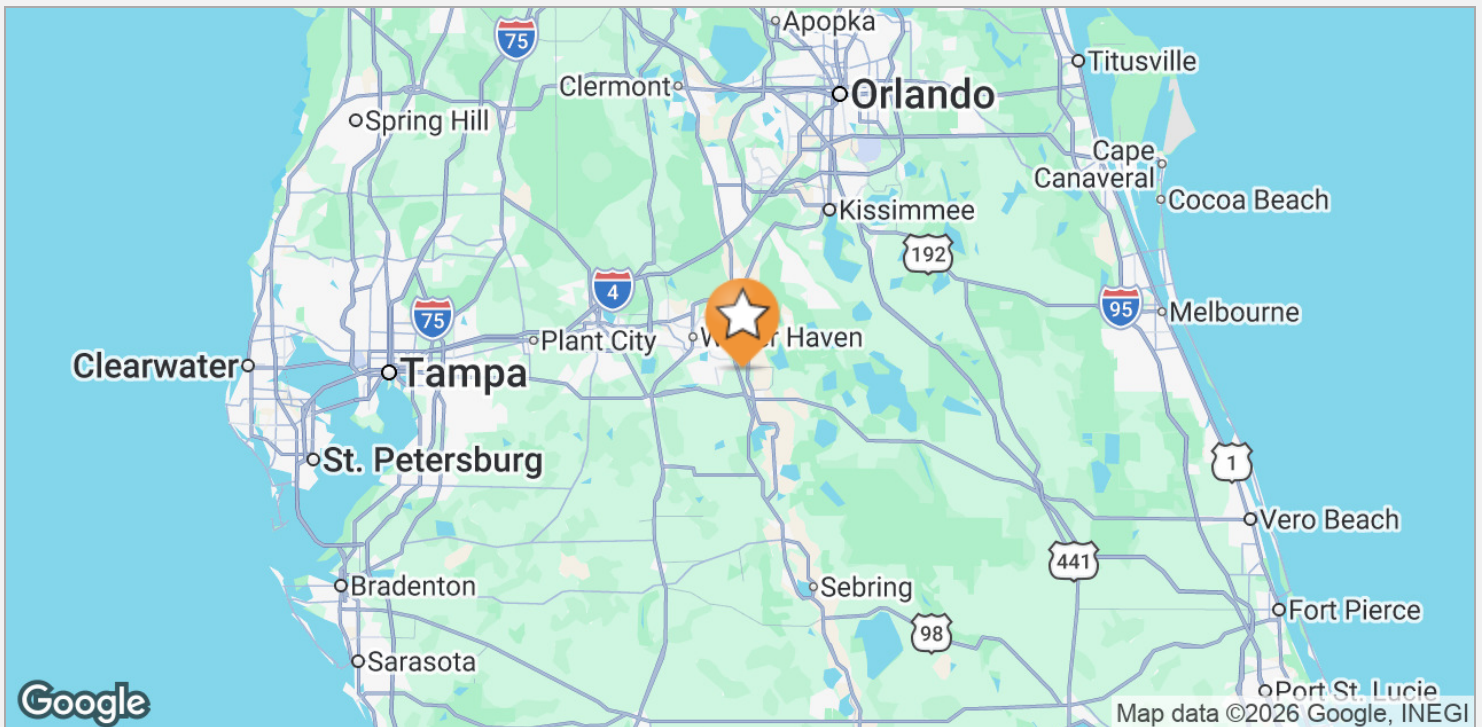 Apopka
75
Titusville
Clermont
Orlando
Spring Hill
Cape
Canaveral
Cocoa Beach
Kissimmee
192
4
75
95
Melbourne
Plant City
Haven
Clearwater
Tampa
St. Petersburg
1
Vero Beach
441
Bradenton
Sebring
Fort Pierce
98
Sarasota
Port St. Lucie
Google
Map data ©2026 Google, INEGI